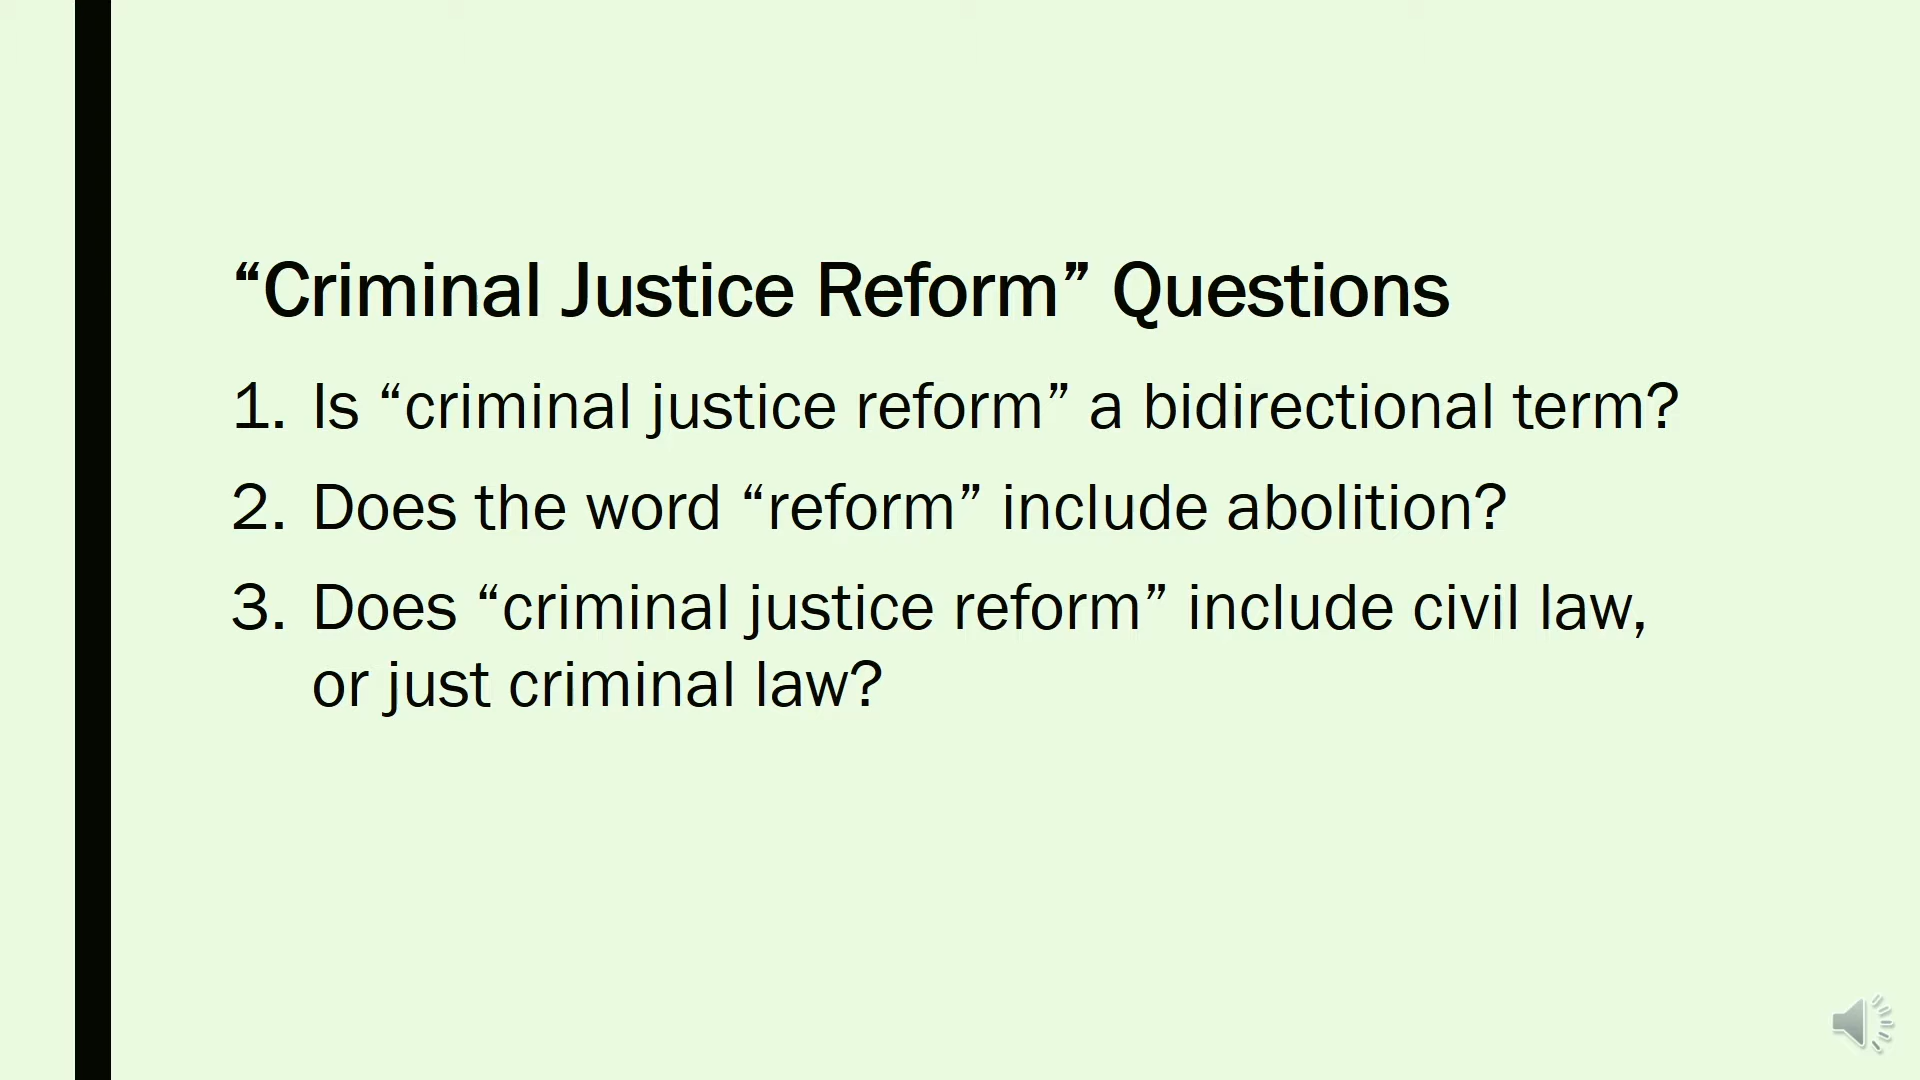 “Criminal Justice Reform” Questions
1. Is “criminal justice reform” a bidirectional term?
2. Does the word “reform” include abolition?
3. Does “criminal justice reform” include civil law,
or just criminal law?